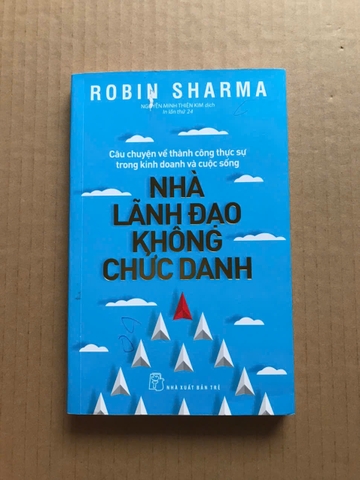 ROBIN SHARMA
NGUYỄN MINH THIÊN KIM dịch
In lần thứ 24
Câu chuyện về thành công thực sự
trong kinh doanh và cuộc sống
NHÀ
LÃNH ĐẠO
KHÔNG
CHỨC DANH
NHÀ XUẤT BẢN TRẺ